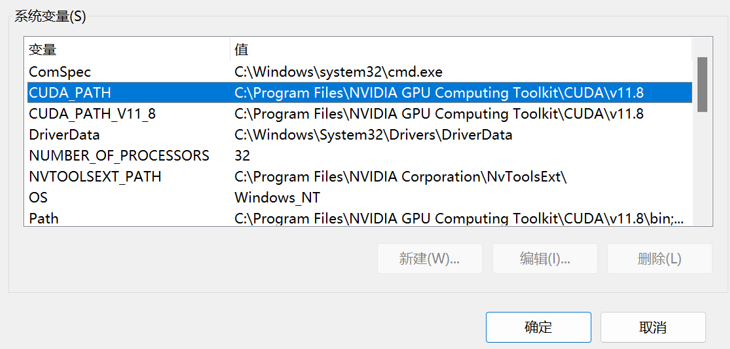 系统变量(S)
变量 值
ComSpec C:\Windows\system32\cmd.exe
CUDA_PATH C:\Program Files\NVIDIA GPU Computing Toolkit\CUDA\v11.8
CUDA_PATH_V11_8 C:\Program Files\NVIDIA GPU Computing Toolkit\CUDA\v11.8
DriverData C:\Windows\System32\Drivers\DriverData
NUMBER_OF_PROCESSORS 32
NVTOOLSEXT_PATH C:\Program Files\NVIDIA Corporation\NvToolsExt\
OS Windows_NT
Path C:\Program Files\NVIDIA GPU Computing Toolkit\CUDA\v11.8\bin;...
新建(W)... 编辑(I)... 删除(L)
确定 取消